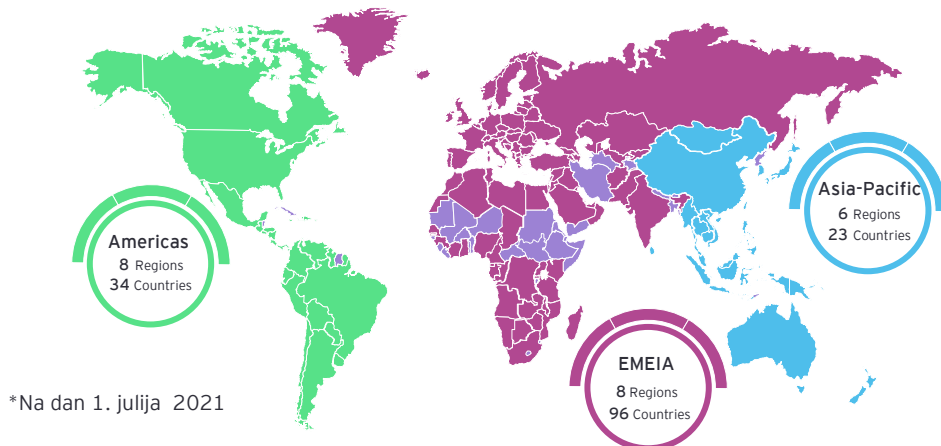 Asia-Pacific
6 Regions
23 Countries
Americas
8 Regions
34 Countries
EMEIA
8 Regions
96 Countries
*Na dan 1. julija 2021